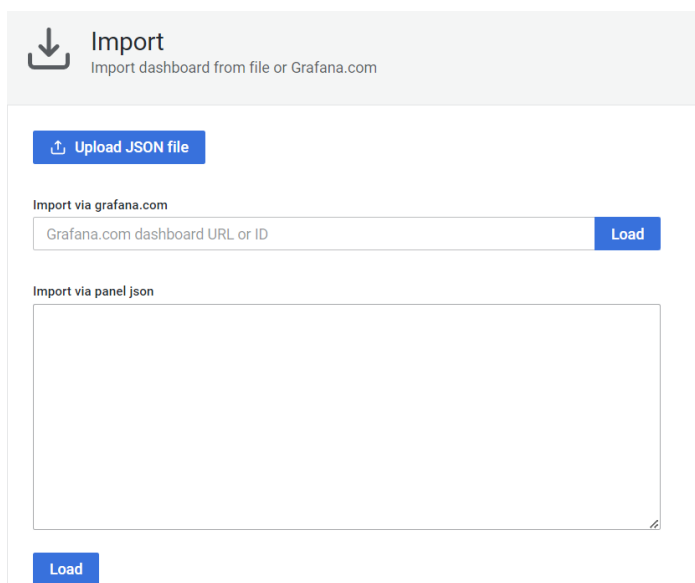 Import
Import dashboard from file or Grafana.com
Upload JSON file
Import via grafana.com
Grafana.com dashboard URL or ID
Load
Import via panel json
Load